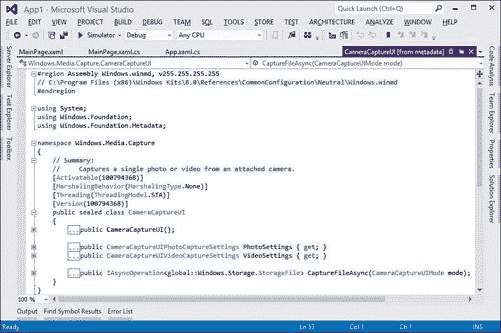 App1 - Microsoft Visual Studio
Quick Launch (Ctrl+Q)
FILE EDIT VIEW PROJECT BUILD DEBUG TEAM SQL TOOLS STORE TEST ARCHITECTURE ANALYZE WINDOW HELP
Simulator Debug Any CPU
MainPage.xaml MainPage.xaml.cs App.xaml.cs CameraCaptureUI [from metadata]
Windows.Media.Capture.CameraCaptureUI CaptureFileAsync(CameraCaptureUIMode mode)
Server Explorer
Test Explorer
Toolbox
#region Assembly Windows.winmd, v255.255.255.255
// C:\Program Files (x86)\Windows Kits\8.0\References\CommonConfiguration\Neutral\Windows.winmd
#endregion
using System;
using Windows.Foundation;
using Windows.Foundation.Metadata;
namespace Windows.Media.Capture
{
// Summary:
//     Captures a single photo or video from an attached camera.
[Activatable(100794368)]
[MarshalingBehavior(MarshalingType.None)]
[Threading(ThreadingModel.STA)]
[Version(100794368)]
public sealed class CameraCaptureUI
{
...public CameraCaptureUI();
...public CameraCaptureUIPhotoCaptureSettings PhotoSettings { get; }
...public CameraCaptureUIVideoCaptureSettings VideoSettings { get; }
...public IAsyncOperation<global::Windows.Storage.StorageFile> CaptureFileAsync(CameraCaptureUIMode mode);
}
}
Code Analysis
Team Explorer
Properties
Solution Explorer
100 %
Output Find Symbol Results Error List
Ready Ln 53 Col 1 Ch 1 INS